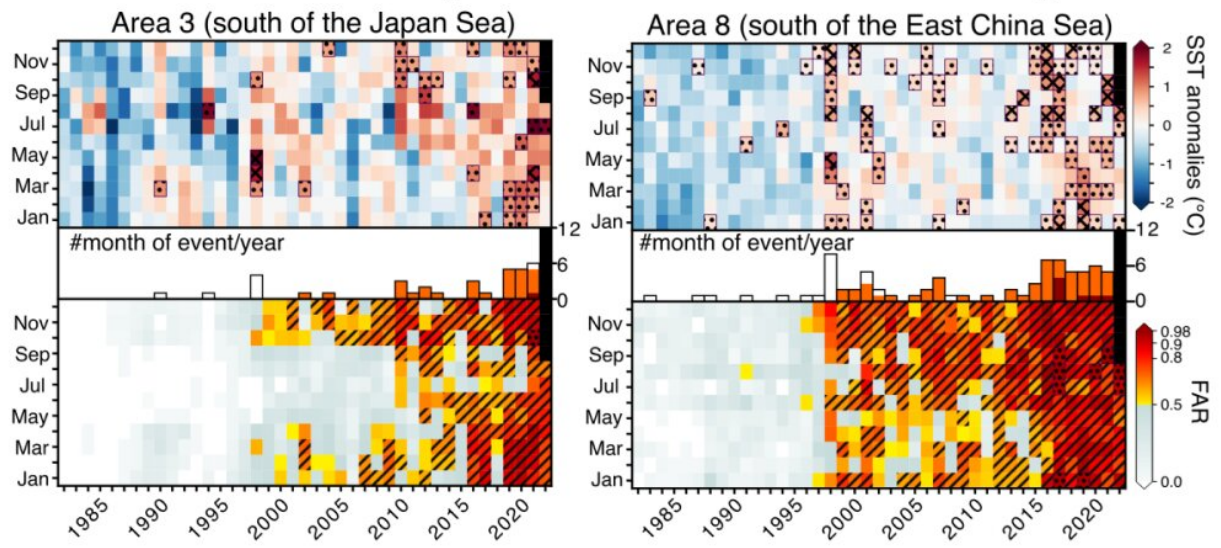 Area 3 (south of the Japan Sea)
Area 8 (south of the East China Sea)
Nov
Sep
Jul
May
Mar
Jan
Nov
Sep
Jul
May
Mar
Jan
2
1
0
-1
-2
SST anomalies (°C)
#month of event/year
12
6
0
#month of event/year
12
6
0
Nov
Sep
Jul
May
Mar
Jan
Nov
Sep
Jul
May
Mar
Jan
0.98
0.9
0.8
0.5
0.0
FAR
1985
1990
1995
2000
2005
2010
2015
2020
1985
1990
1995
2000
2005
2010
2015
2020